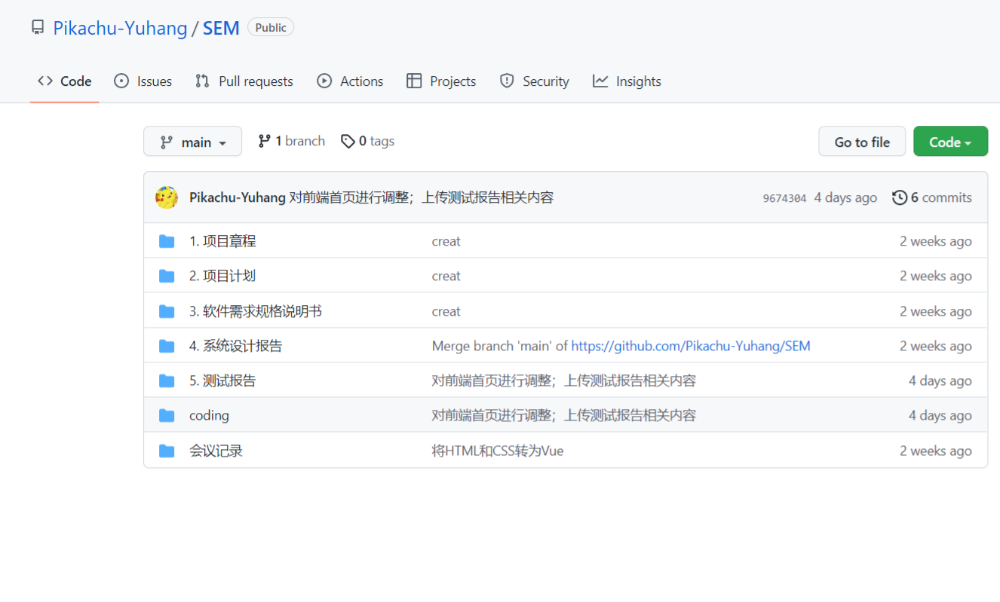 Pikachu-Yuhang / SEM Public
Code Issues Pull requests Actions Projects Security Insights
main 1 branch 0 tags Go to file Code
Pikachu-Yuhang 对前端首页进行调整；上传测试报告相关内容 9674304 4 days ago 6 commits
1. 项目章程 creat 2 weeks ago
2. 项目计划 creat 2 weeks ago
3. 软件需求规格说明书 creat 2 weeks ago
4. 系统设计报告 Merge branch 'main' of https://github.com/Pikachu-Yuhang/SEM 2 weeks ago
5. 测试报告 对前端首页进行调整；上传测试报告相关内容 4 days ago
coding 对前端首页进行调整；上传测试报告相关内容 4 days ago
会议记录 将HTML和CSS转为Vue 2 weeks ago